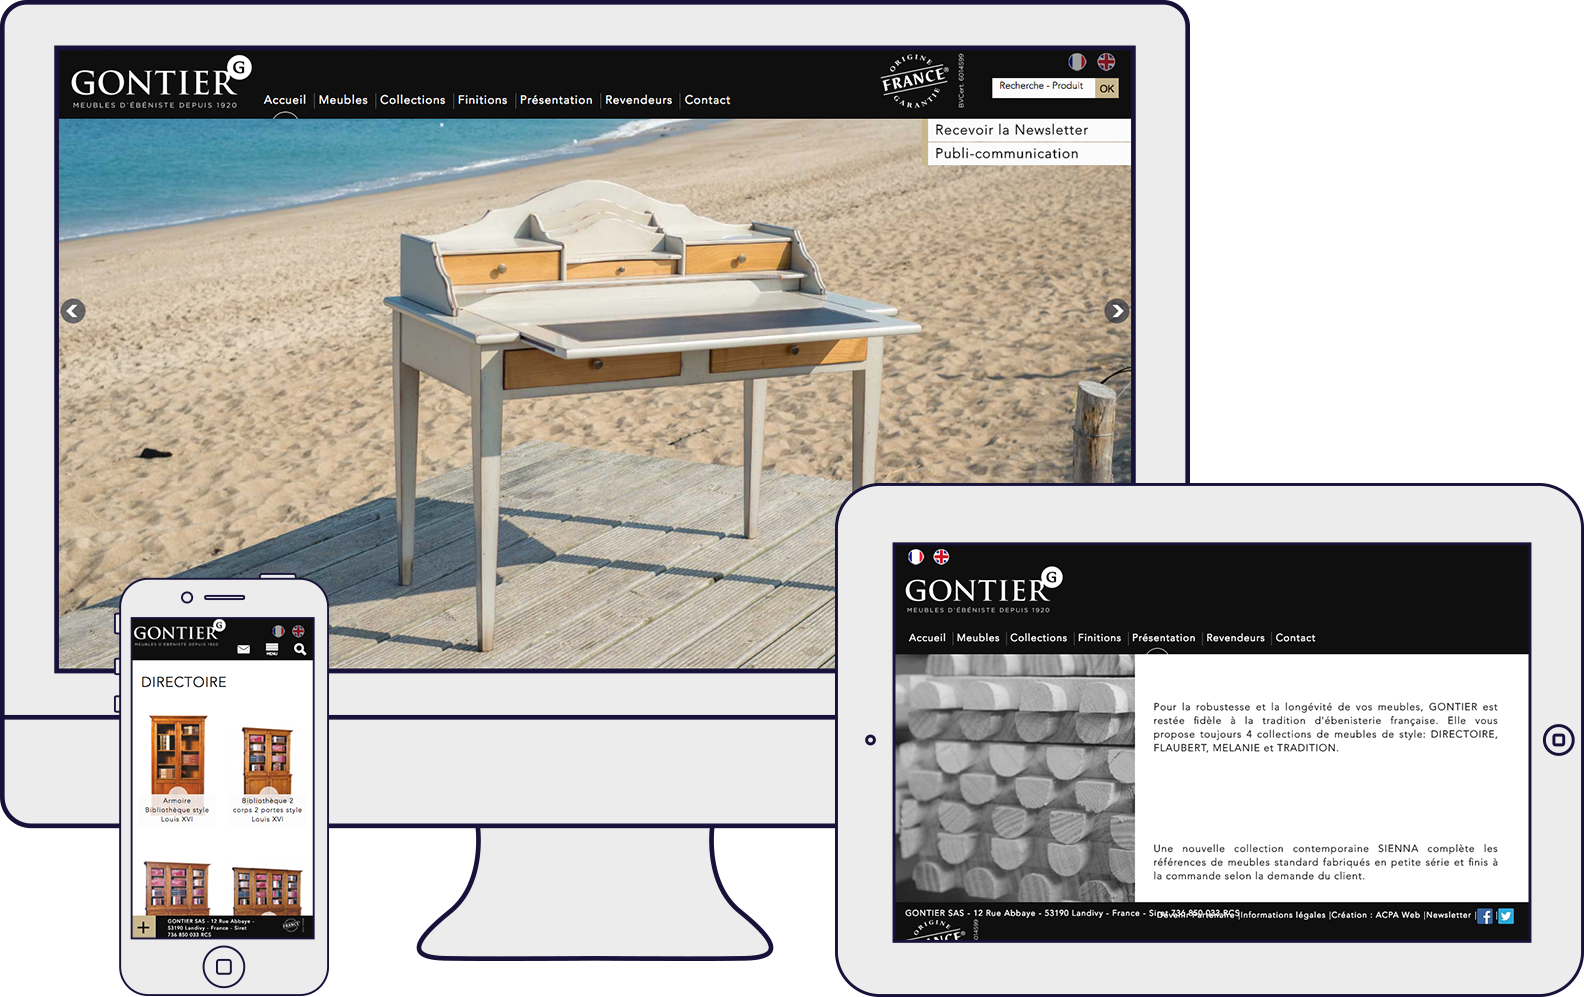 GONTIER G
MEUBLES D'ÉBÉNISTE DEPUIS 1920
Accueil | Meubles | Collections | Finitions | Présentation | Revendeurs | Contact
ORIGINE
FRANCE®
GARANTIE
BVCert. 6014599
Recherche - Produit OK
Recevoir la Newsletter
Publi-communication
GONTIER G
MEUBLES D'ÉBÉNISTE DEPUIS 1920
MENU
DIRECTOIRE
Armoire
Bibliothèque style
Louis XVI
Bibliothèque 2
corps 2 portes style
Louis XVI
+
GONTIER SAS - 12 Rue Abbaye -
53190 Landivy - France - Siret
736 850 033 RCS
FRANCE
GONTIER G
MEUBLES D'ÉBÉNISTE DEPUIS 1920
Accueil | Meubles | Collections | Finitions | Présentation | Revendeurs | Contact
Pour la robustesse et la longévité de vos meubles, GONTIER est
restée fidèle à la tradition d'ébenisterie française. Elle vous
propose toujours 4 collections de meubles de style: DIRECTOIRE,
FLAUBERT, MELANIE et TRADITION.
Une nouvelle collection contemporaine SIENNA complète les
références de meubles standard fabriqués en petite série et finis à
la commande selon la demande du client.
GONTIER SAS - 12 Rue Abbaye - 53190 Landivy - France - Siret 736 850 033 RCS
Devenir Partenaire |Informations légales |Création : ACPA Web |Newsletter |
ORIGINE
FRANCE
014599